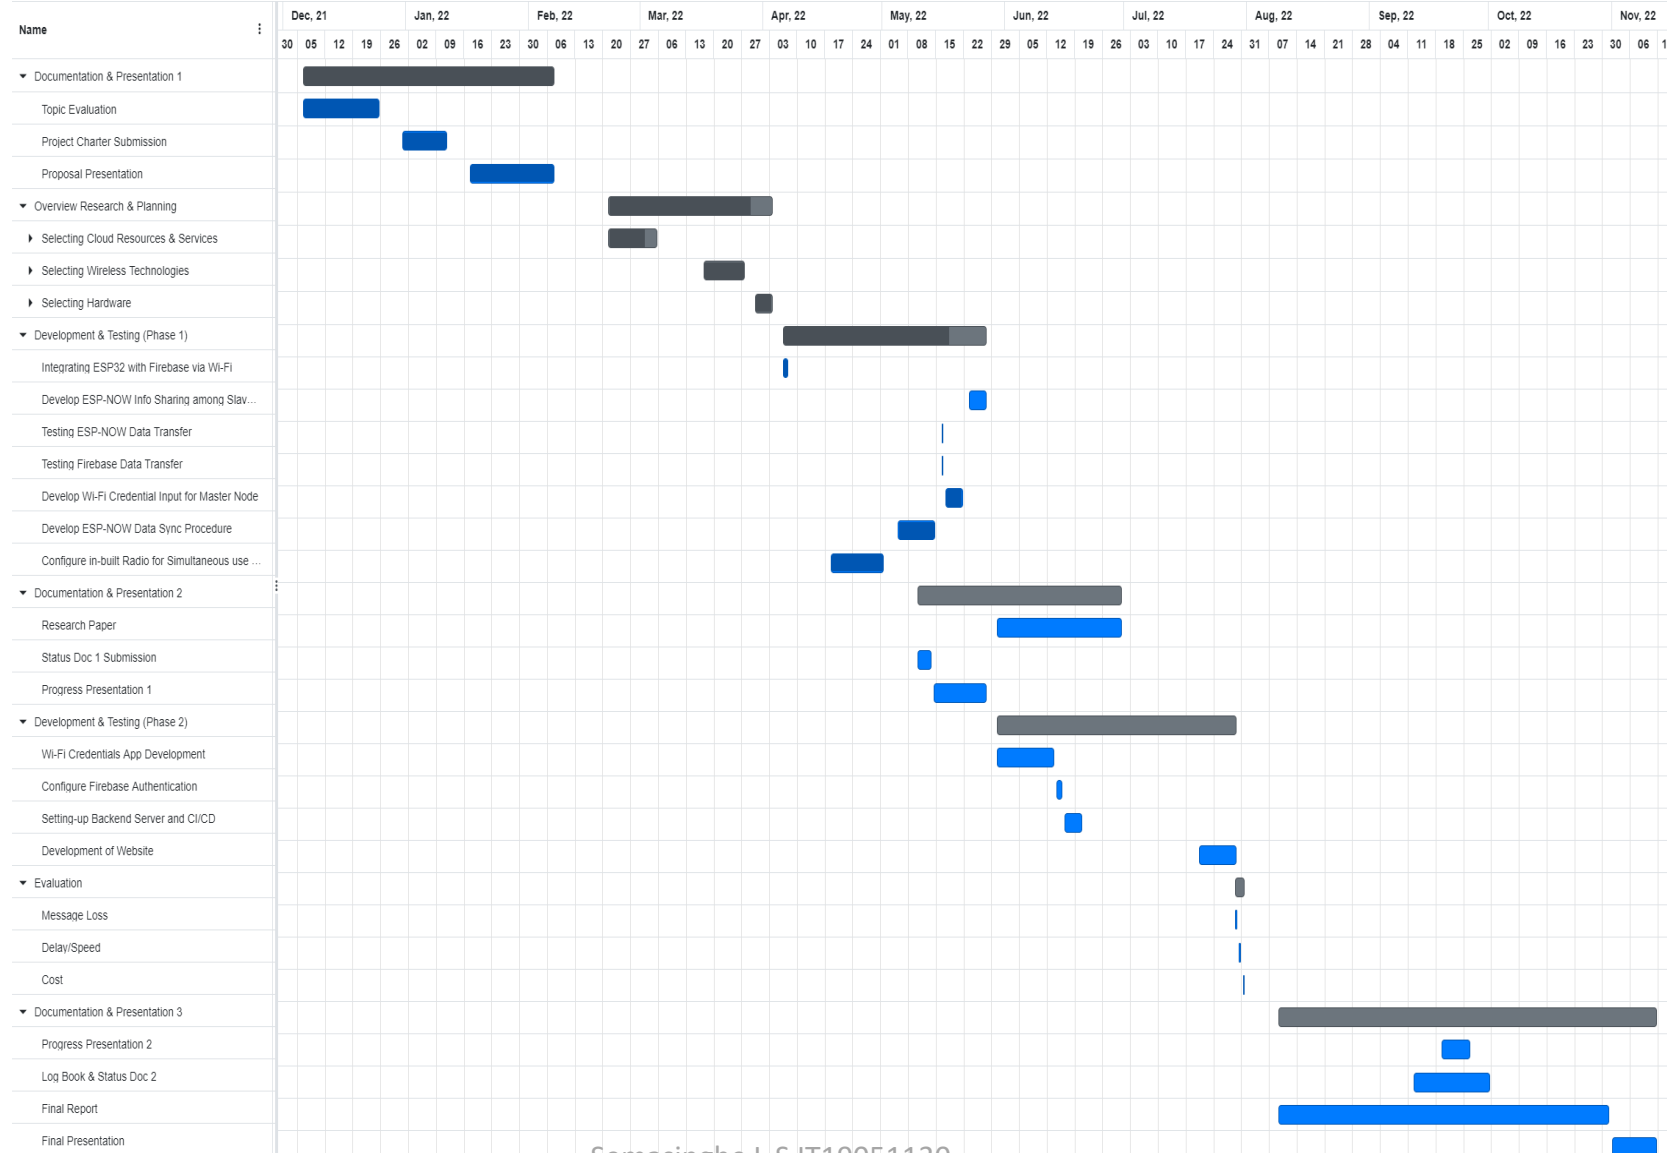 Dec, 21 Jan, 22 Feb, 22 Mar, 22 Apr, 22 May, 22 Jun, 22 Jul, 22 Aug, 22 Sep, 22 Oct, 22 Nov, 22
Name
30 05 12 19 26 02 09 16 23 30 06 13 20 27 06 13 20 27 03 10 17 24 01 08 15 22 29 05 12 19 26 03 10 17 24 31 07 14 21 28 04 11 18 25 02 09 16 23 30 06
Documentation & Presentation 1
Topic Evaluation
Project Charter Submission
Proposal Presentation
Overview Research & Planning
Selecting Cloud Resources & Services
Selecting Wireless Technologies
Selecting Hardware
Development & Testing (Phase 1)
Integrating ESP32 with Firebase via Wi-Fi
Develop ESP-NOW Info Sharing among Slav...
Testing ESP-NOW Data Transfer
Testing Firebase Data Transfer
Develop Wi-Fi Credential Input for Master Node
Develop ESP-NOW Data Sync Procedure
Configure in-built Radio for Simultaneous use ...
Documentation & Presentation 2
Research Paper
Status Doc 1 Submission
Progress Presentation 1
Development & Testing (Phase 2)
Wi-Fi Credentials App Development
Configure Firebase Authentication
Setting-up Backend Server and CI/CD
Development of Website
Evaluation
Message Loss
Delay/Speed
Cost
Documentation & Presentation 3
Progress Presentation 2
Log Book & Status Doc 2
Final Report
Final Presentation